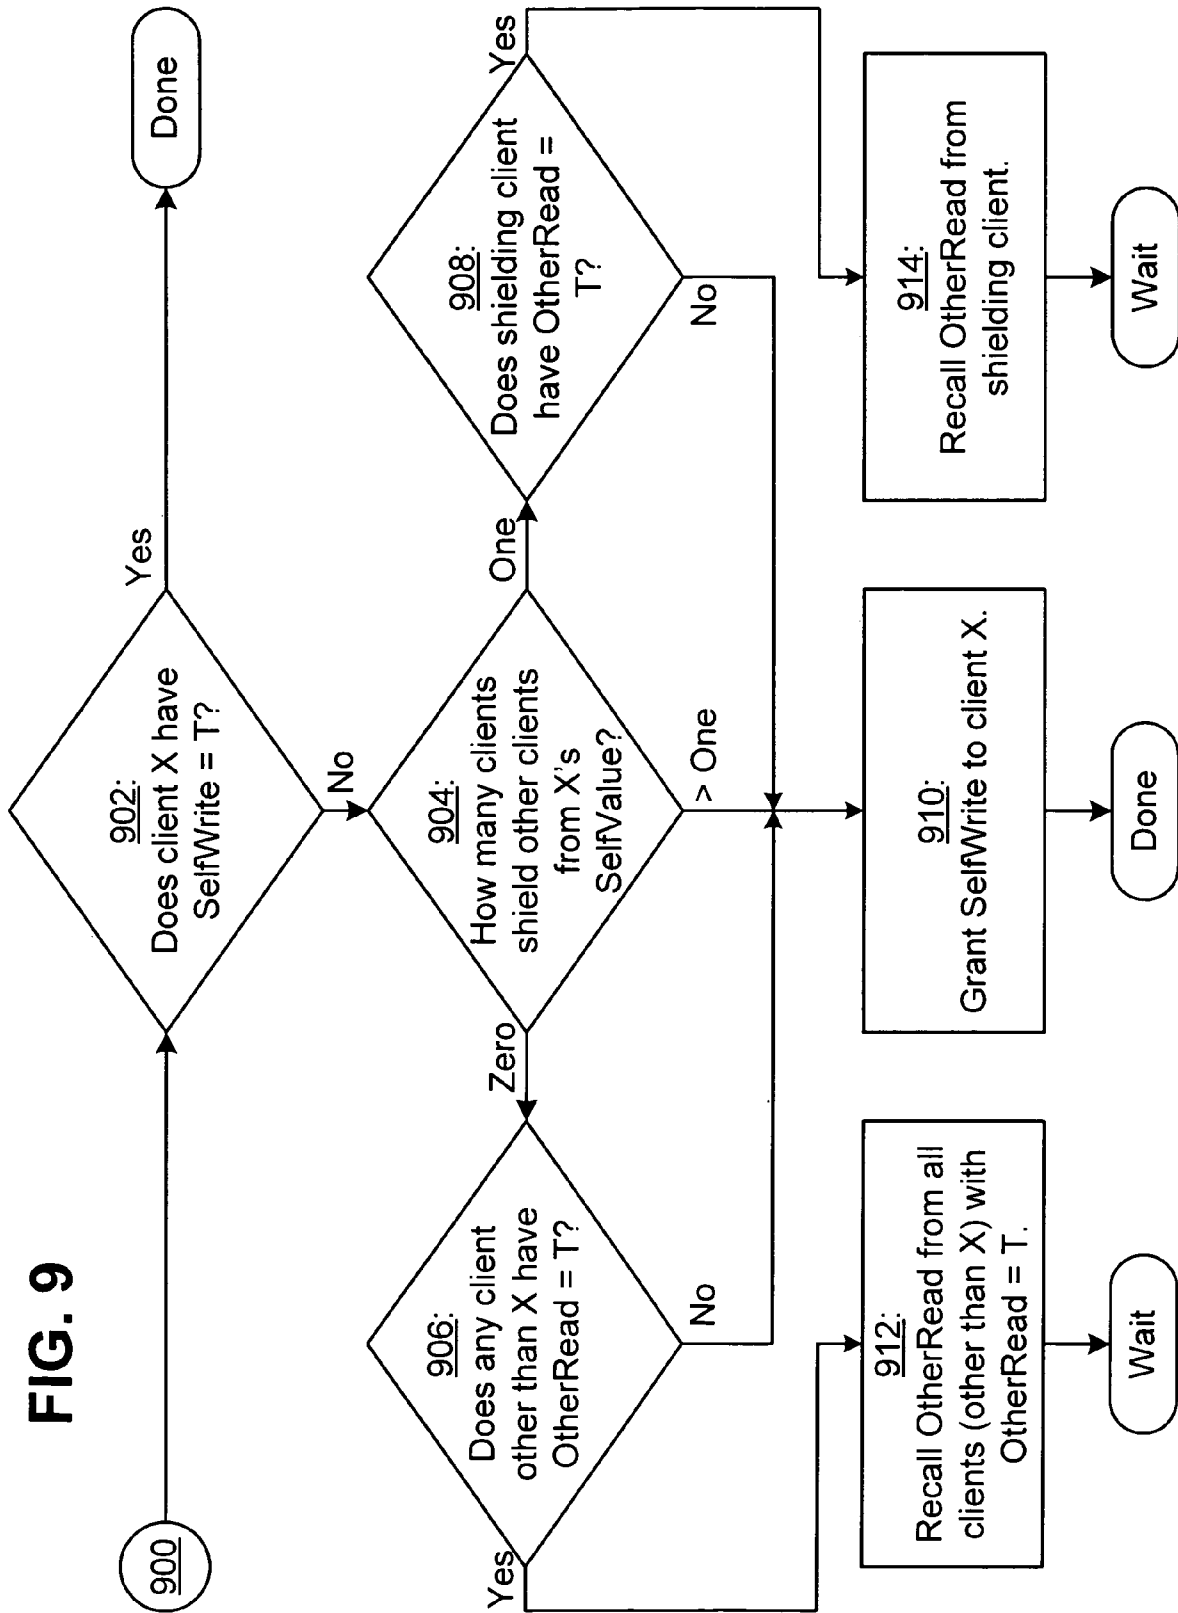 FIG. 9
900
902:
Does client X have
SelfWrite = T?
Yes
Done
No
904:
How many clients
shield other clients
from X's
SelfValue?
Zero
One
> One
906:
Does any client
other than X have
OtherRead = T?
Yes
No
908:
Does shielding client
have OtherRead =
T?
Yes
No
912:
Recall OtherRead from all
clients (other than X) with
OtherRead = T.
910:
Grant SelfWrite to client X.
914:
Recall OtherRead from
shielding client.
Wait
Done
Wait